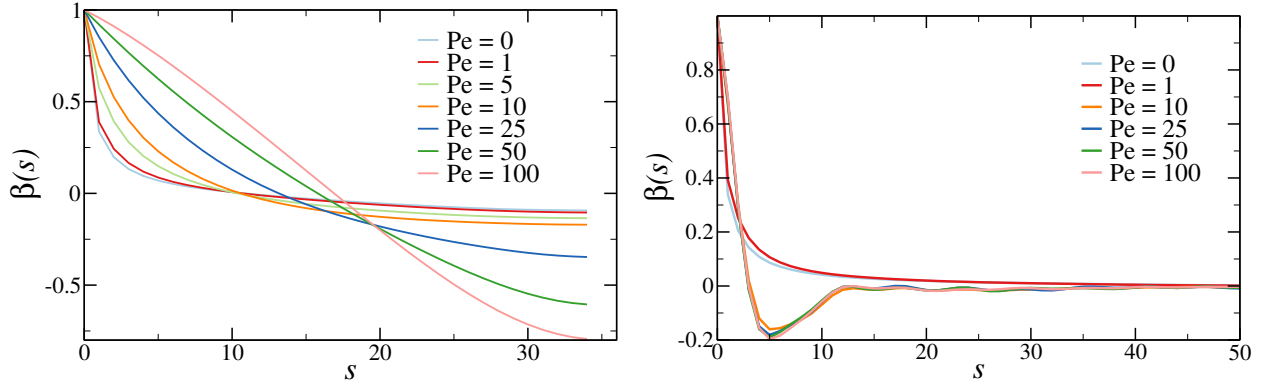 1
0.5
0
-0.5
β(s)
0
10
20
30
s
Pe = 0
Pe = 1
Pe = 5
Pe = 10
Pe = 25
Pe = 50
Pe = 100
0.8
0.6
0.4
0.2
0
-0.2
β(s)
0
10
20
30
40
50
s
Pe = 0
Pe = 1
Pe = 10
Pe = 25
Pe = 50
Pe = 100